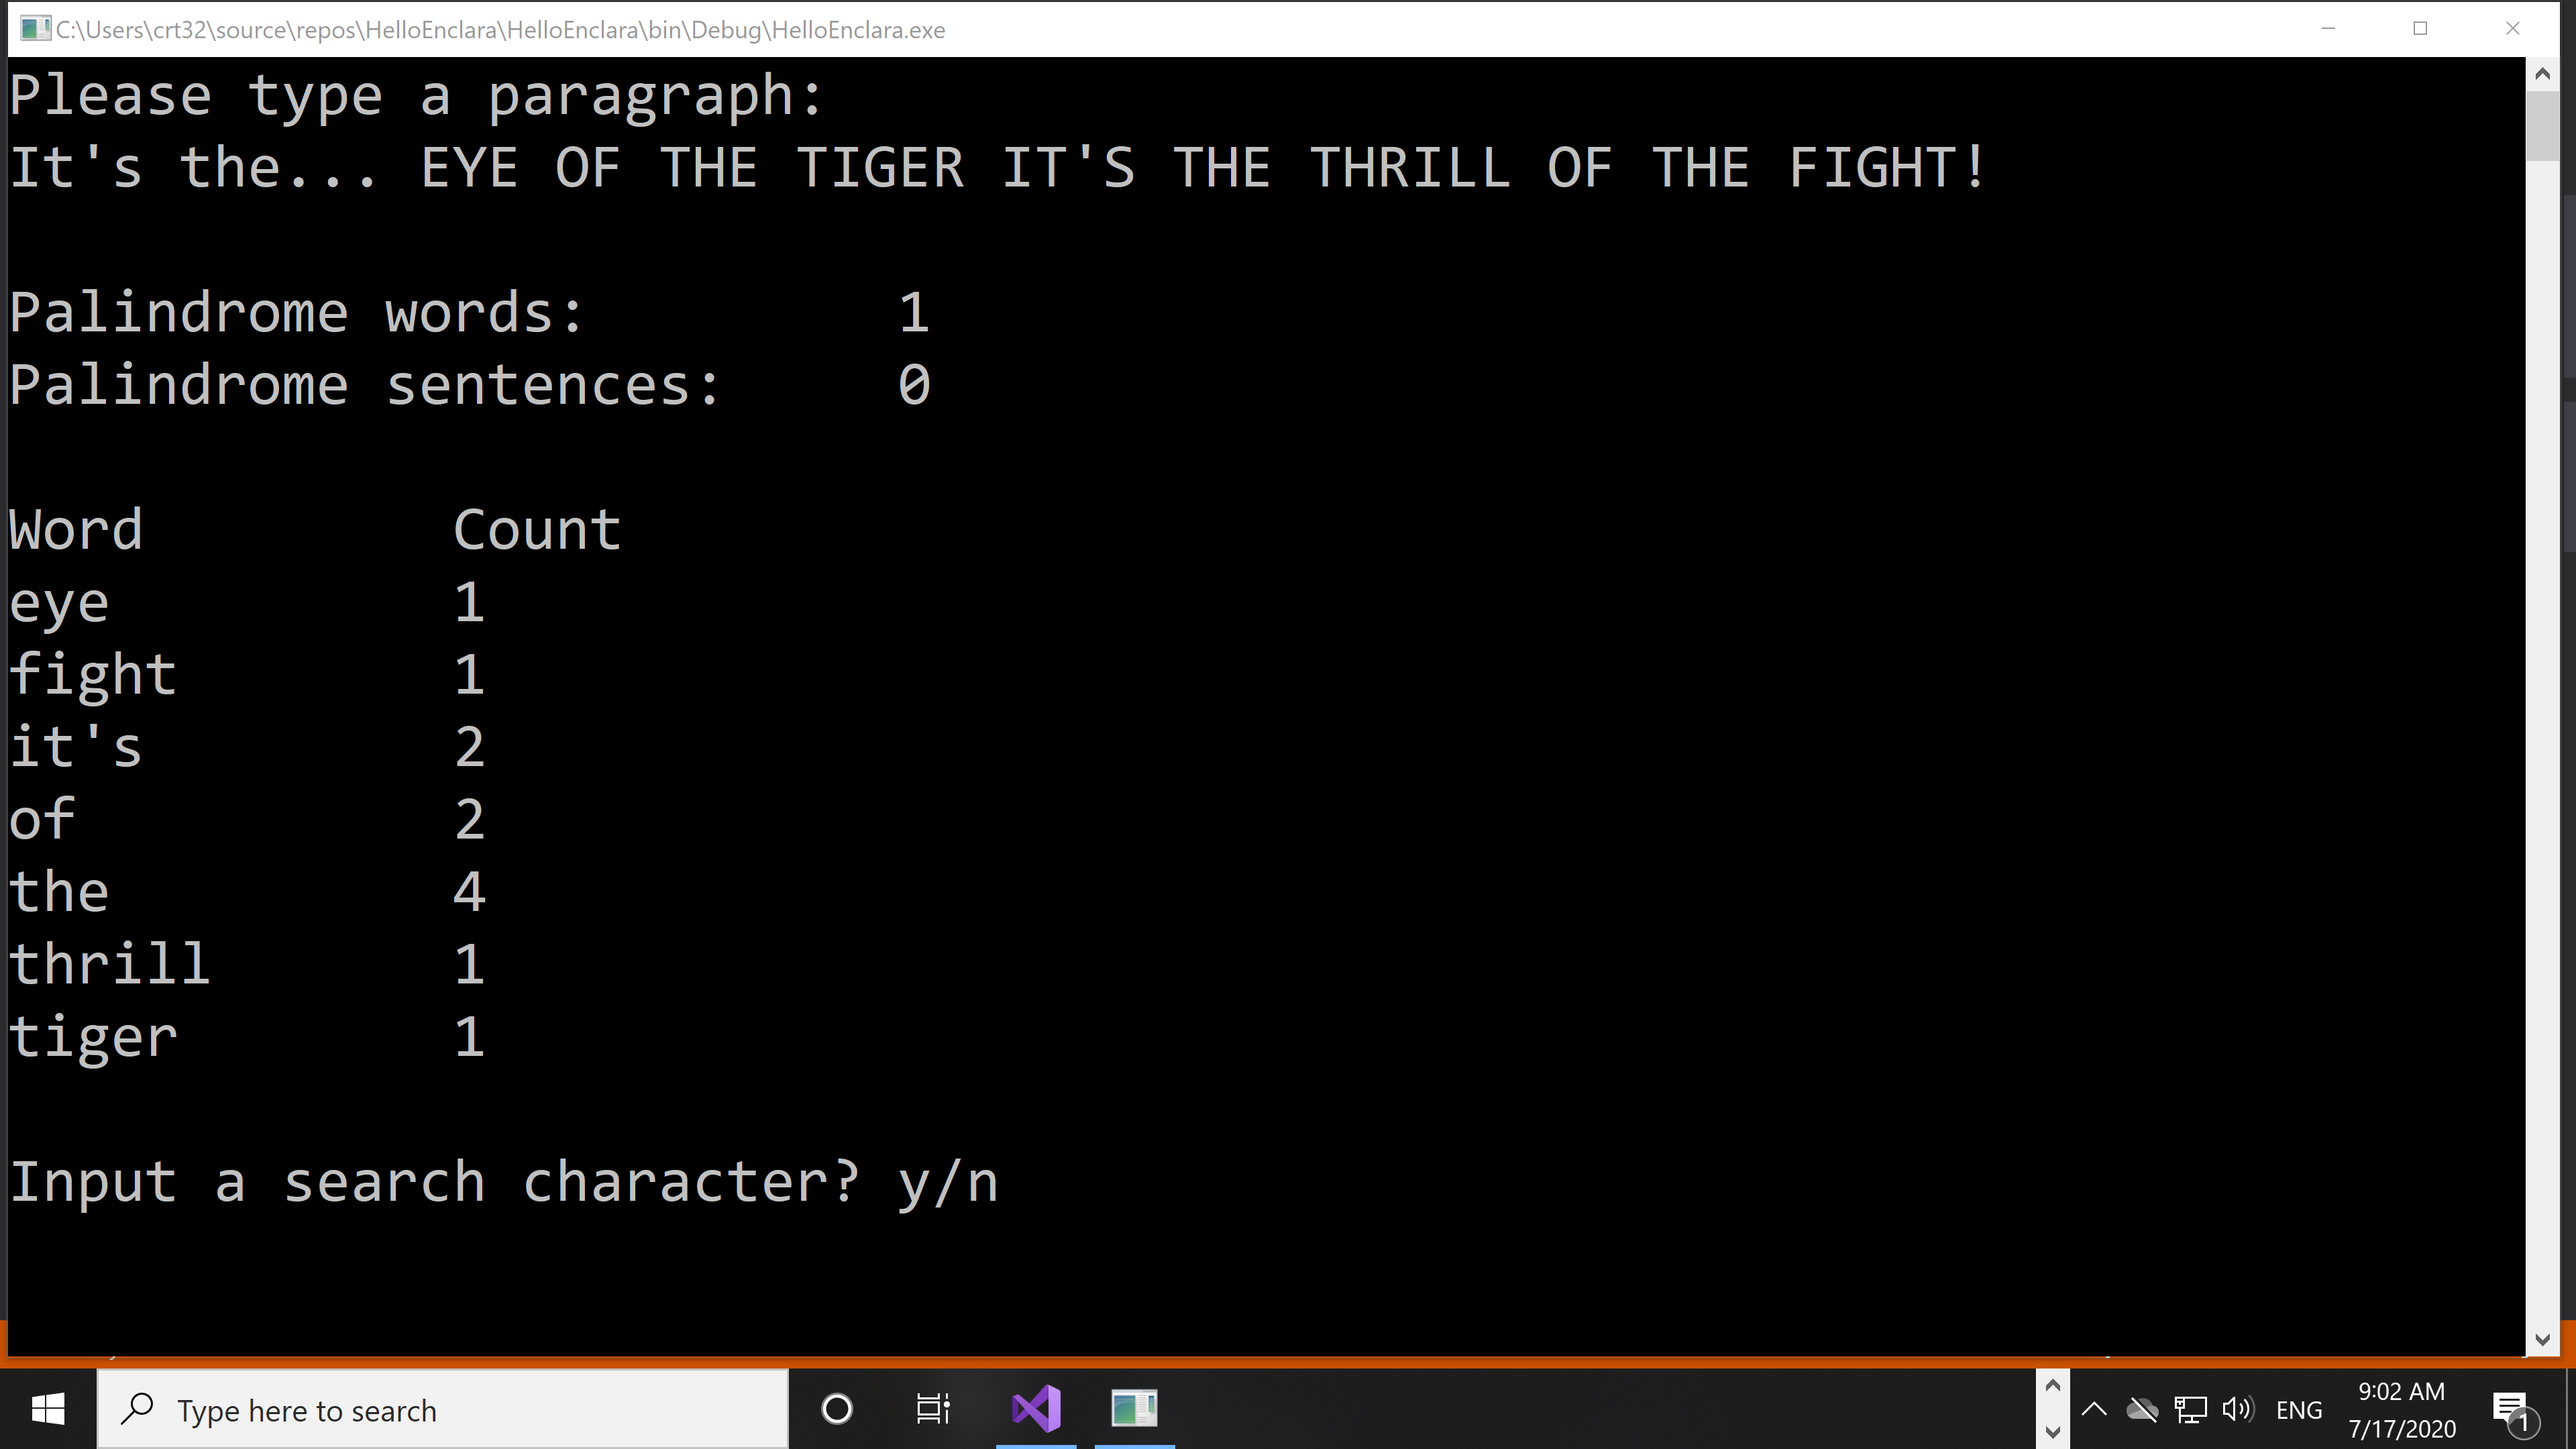 C:\Users\crt32\source\repos\HelloEnclara\HelloEnclara\bin\Debug\HelloEnclara.exe
Please type a paragraph:
It's the... EYE OF THE TIGER IT'S THE THRILL OF THE FIGHT!
Palindrome words: 1
Palindrome sentences: 0
Word Count
eye 1
fight 1
it's 2
of 2
the 4
thrill 1
tiger 1
Input a search character? y/n
Type here to search
ENG
9:02 AM
7/17/2020
1